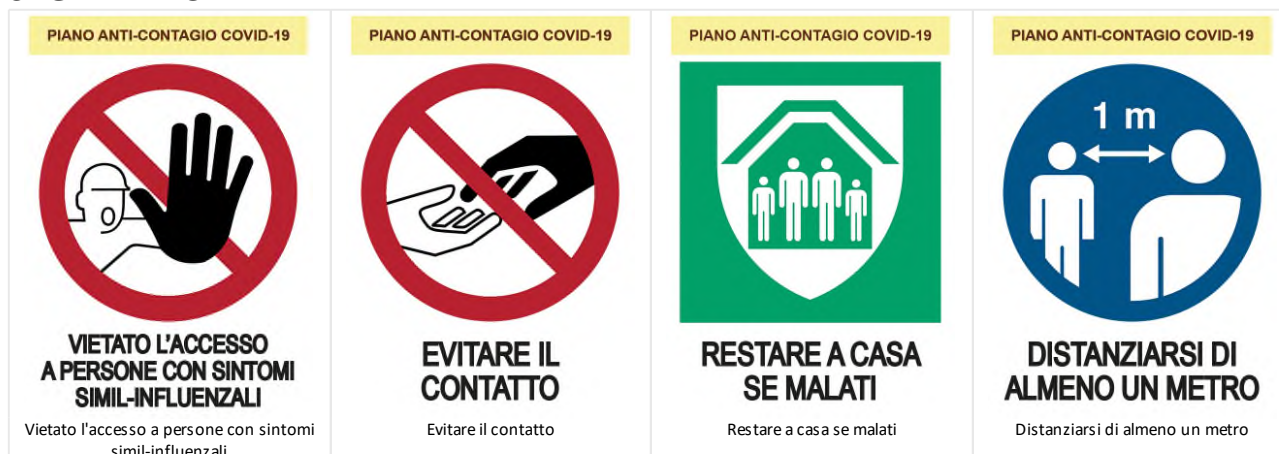 PIANO ANTI-CONTAGIO COVID-19
VIETATO L'ACCESSO
A PERSONE CON SINTOMI
SIMIL-INFLUENZALI
Vietato l'accesso a persone con sintomi
simil-influenzali
PIANO ANTI-CONTAGIO COVID-19
EVITARE IL
CONTATTO
Evitare il contatto
PIANO ANTI-CONTAGIO COVID-19
RESTARE A CASA
SE MALATI
Restare a casa se malati
PIANO ANTI-CONTAGIO COVID-19
1 m
DISTANZIARSI DI
ALMENO UN METRO
Distanziarsi di almeno un metro